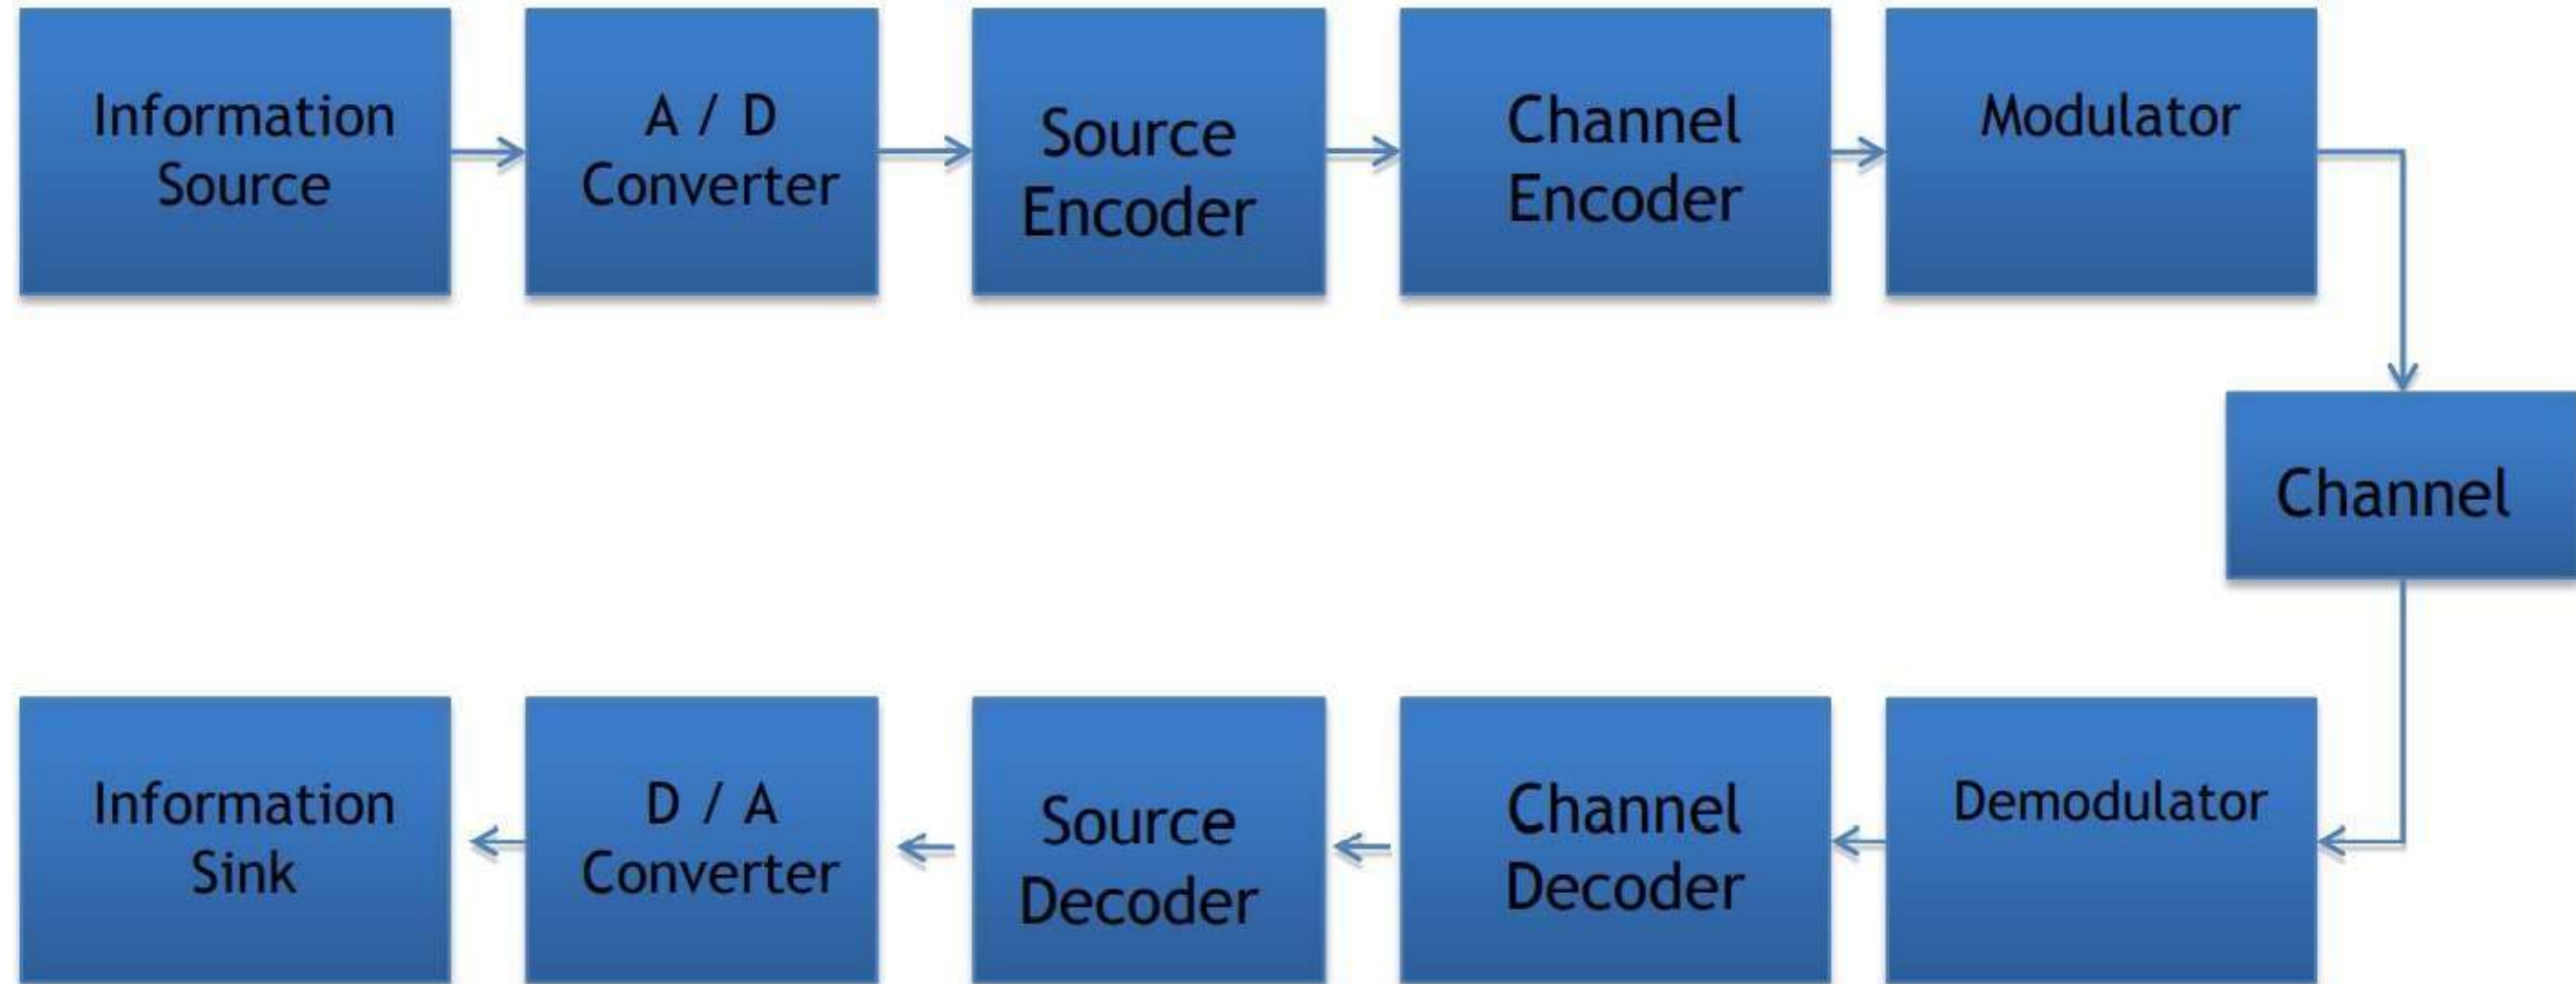 Information
Source
A / D
Converter
Source
Encoder
Channel
Encoder
Modulator
Channel
Information
Sink
D / A
Converter
Source
Decoder
Channel
Decoder
Demodulator